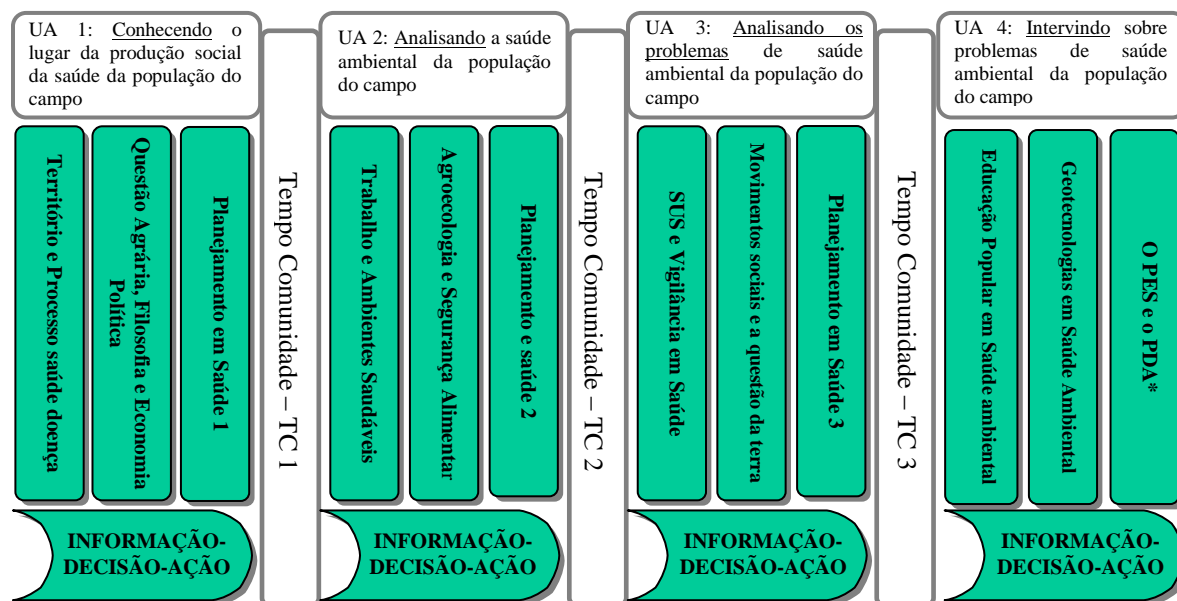 UA 1: Conhecendo o
lugar da produção social
da saúde da população do
campo
Território e Processo saúde doença
Questão Agrária, Filosofia e Economia
Política
Planejamento em Saúde 1
INFORMAÇÃO-
DECISÃO-AÇÃO
Tempo Comunidade – TC 1
UA 2: Analisando a saúde
ambiental da população
do campo
Trabalho e Ambientes Saudáveis
Agroecologia e Segurança Alimentar
Planejamento e saúde 2
INFORMAÇÃO-
DECISÃO-AÇÃO
Tempo Comunidade – TC 2
UA 3: Analisando os
problemas de saúde
ambiental da população do
campo
SUS e Vigilância em Saúde
Movimentos sociais e a questão da terra
Planejamento em Saúde 3
INFORMAÇÃO-
DECISÃO-AÇÃO
Tempo Comunidade – TC 3
UA 4: Intervindo sobre
problemas de saúde
ambiental da população
do campo
Educação Popular em Saúde ambiental
Geotecnologias em Saúde Ambiental
O PES e o PDA*
INFORMAÇÃO-
DECISÃO-AÇÃO